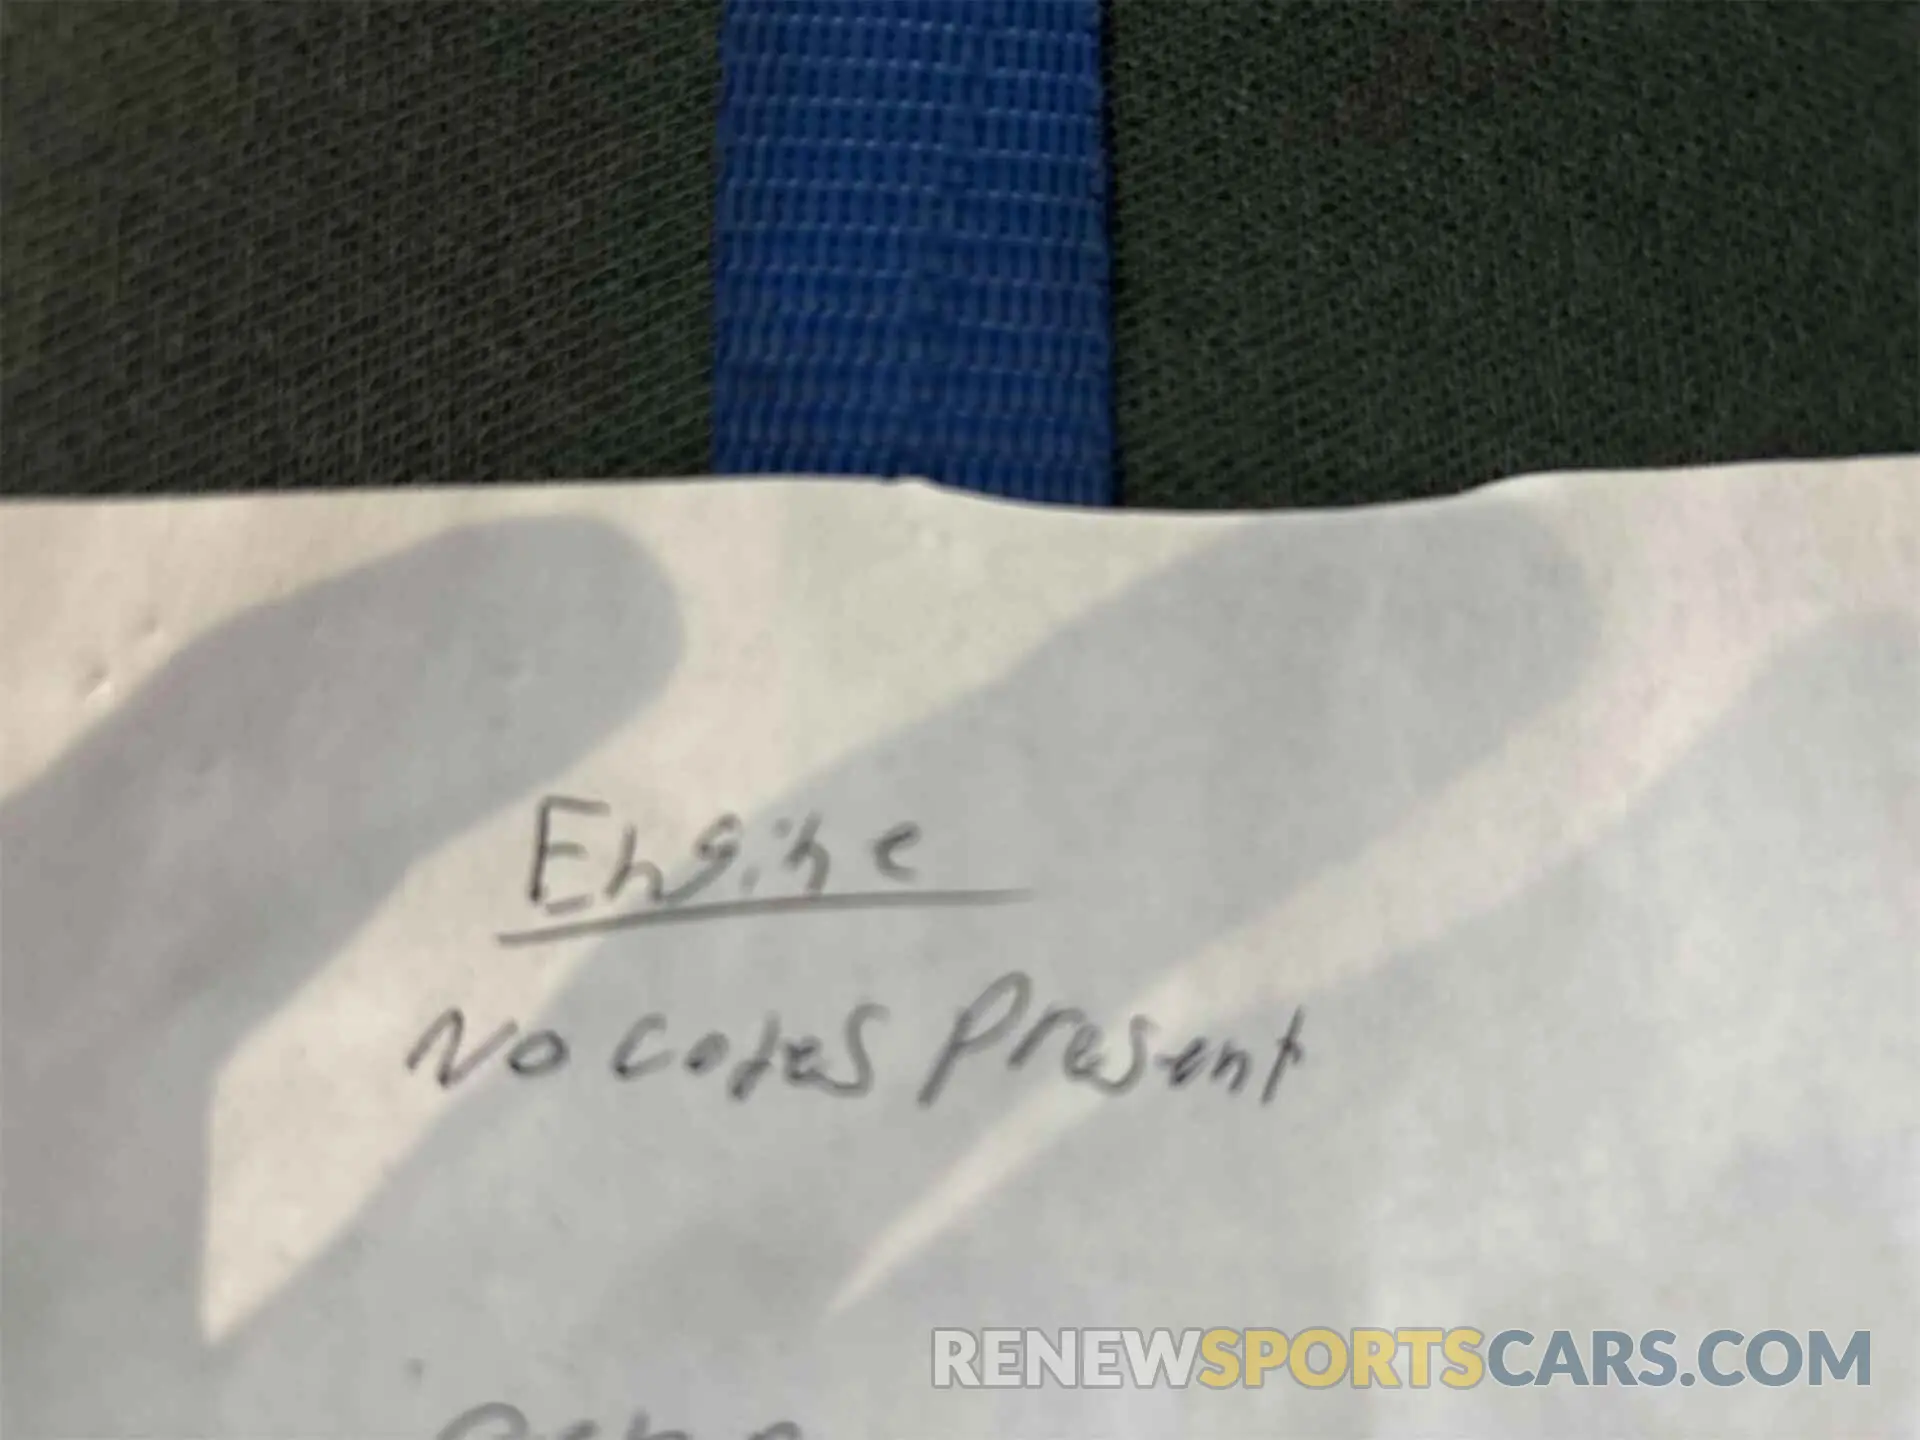 Engine
No codes Present
RENEWSPORTSCARS.COM